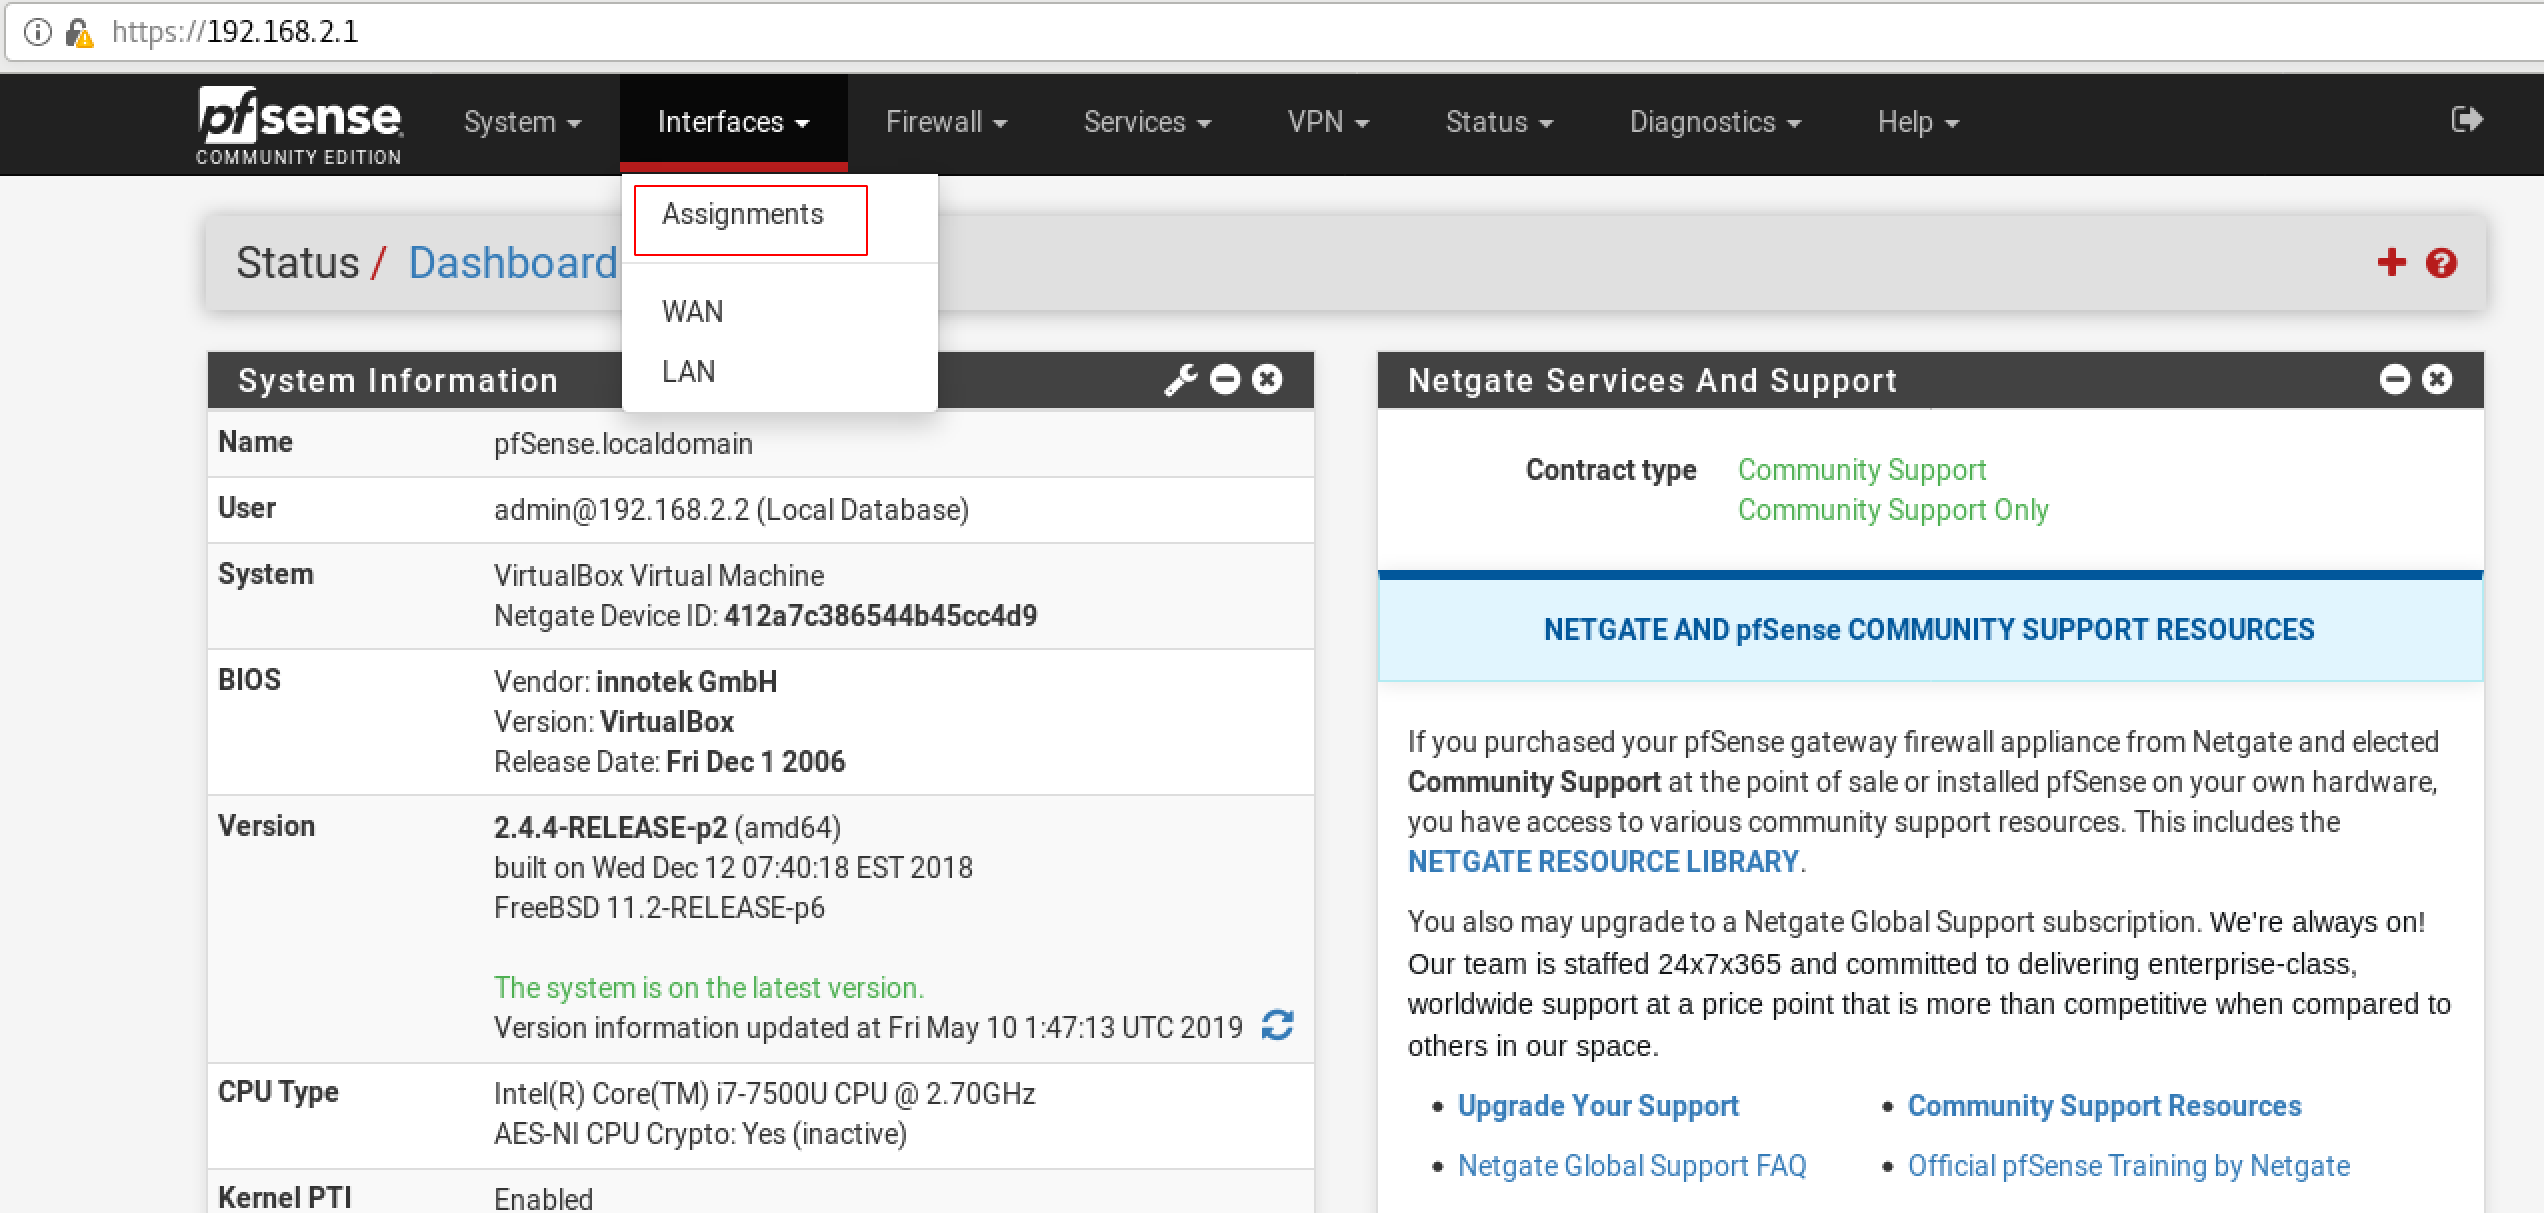 https://192.168.2.1
pfsense
COMMUNITY EDITION
System
Interfaces
Firewall
Services
VPN
Status
Diagnostics
Help
Assignments
WAN
LAN
Status / Dashboard
System Information
Name pfSense.localdomain
User admin@192.168.2.2 (Local Database)
System VirtualBox Virtual Machine
Netgate Device ID: 412a7c386544b45cc4d9
BIOS Vendor: innotek GmbH
Version: VirtualBox
Release Date: Fri Dec 1 2006
Version 2.4.4-RELEASE-p2 (amd64)
built on Wed Dec 12 07:40:18 EST 2018
FreeBSD 11.2-RELEASE-p6
The system is on the latest version.
Version information updated at Fri May 10 1:47:13 UTC 2019
CPU Type Intel(R) Core(TM) i7-7500U CPU @ 2.70GHz
AES-NI CPU Crypto: Yes (inactive)
Kernel PTI Enabled
Netgate Services And Support
Contract type Community Support
Community Support Only
NETGATE AND pfSense COMMUNITY SUPPORT RESOURCES
If you purchased your pfSense gateway firewall appliance from Netgate and elected
Community Support at the point of sale or installed pfSense on your own hardware,
you have access to various community support resources. This includes the
NETGATE RESOURCE LIBRARY.
You also may upgrade to a Netgate Global Support subscription. We're always on!
Our team is staffed 24x7x365 and committed to delivering enterprise-class,
worldwide support at a price point that is more than competitive when compared to
others in our space.
• Upgrade Your Support
• Community Support Resources
• Netgate Global Support FAQ
• Official pfSense Training by Netgate